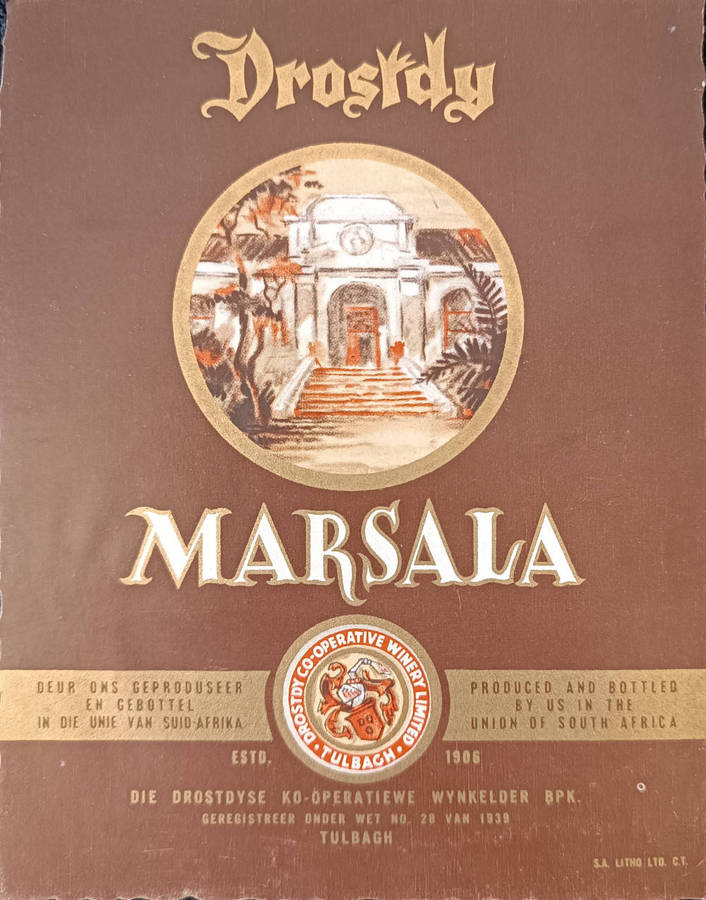 Drostdy
MARSALA
DEUR ONS GEPRODUSEER
EN GEBOTTEL
IN DIE UNIE VAN SUID-AFRIKA
DROSTDY CO-OPERATIVE WINERY LIMITED
· TULBAGH ·
PRODUCED AND BOTTLED
BY US IN THE
UNION OF SOUTH AFRICA
ESTD. 1906
DIE DROSTDYSE KO-ÖPERATIEWE WYNKELDER BPK.
GEREGISTREER ONDER WET NO. 28 VAN 1939
TULBAGH
S.A. LITHO LTD. C.T.